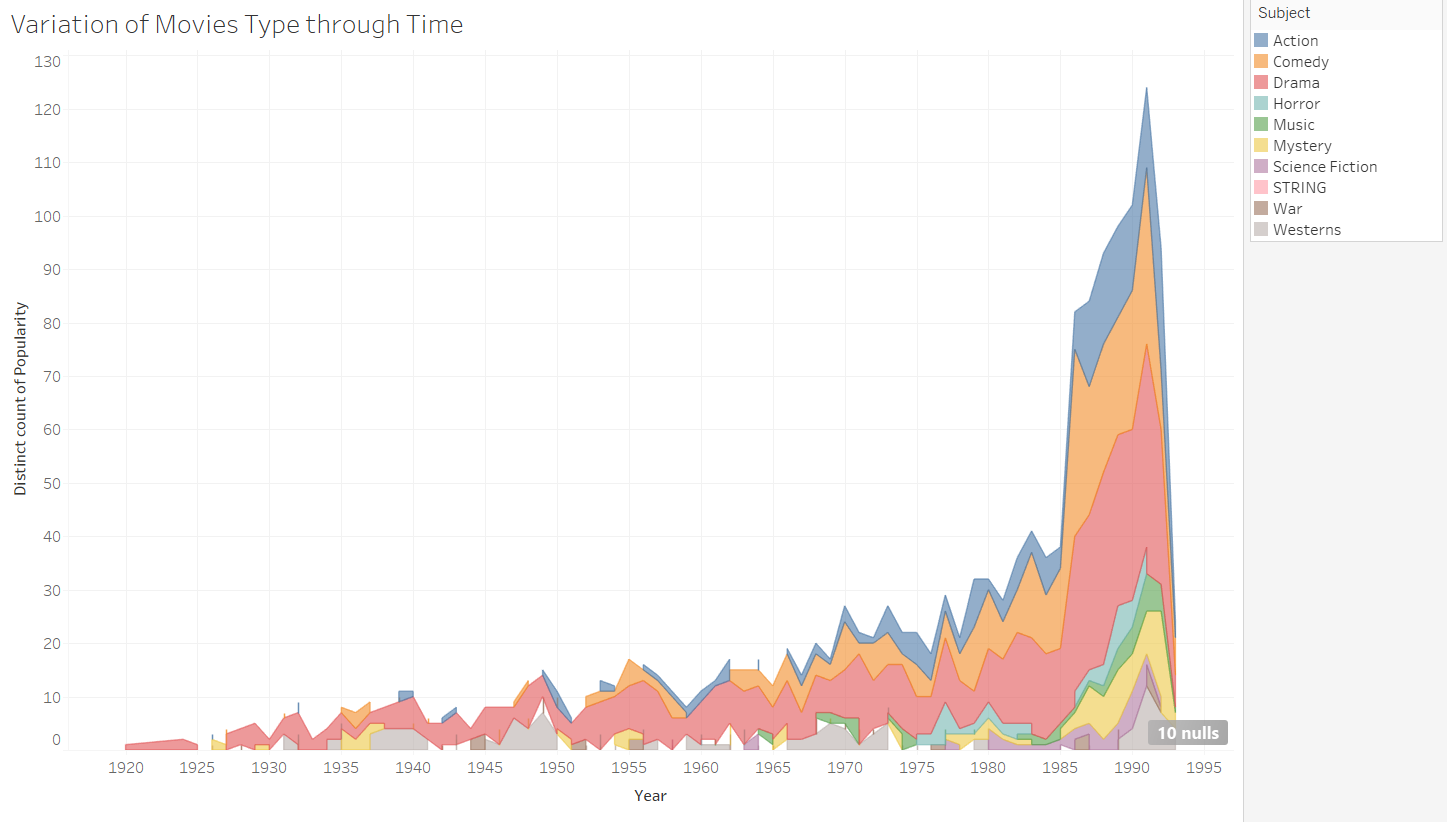 Variation of Movies Type through Time
Subject
Action
Comedy
Drama
Horror
Music
Mystery
Science Fiction
STRING
War
Westerns
Distinct count of Popularity
130
120
110
100
90
80
70
60
50
40
30
20
10
0
10 nulls
1920 1925 1930 1935 1940 1945 1950 1955 1960 1965 1970 1975 1980 1985 1990 1995
Year